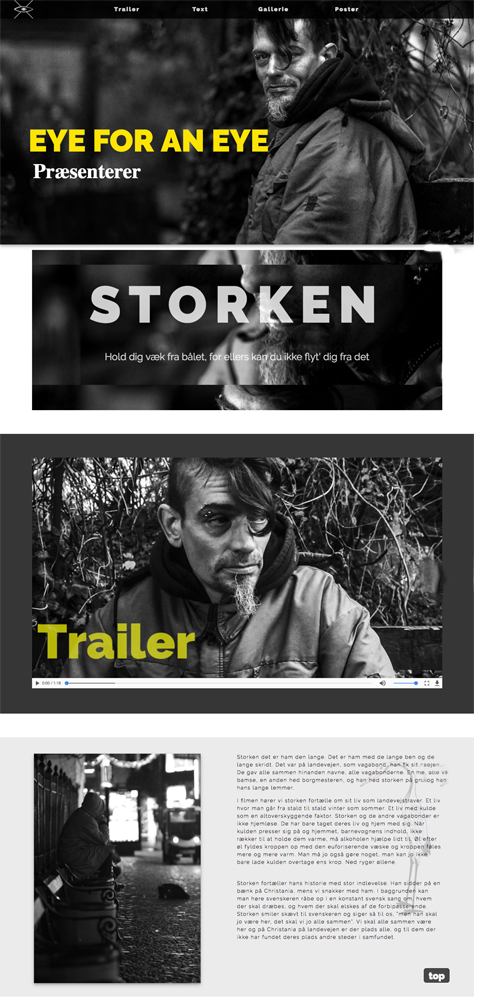 Trailer Text Gallerie Poster
EYE FOR AN EYE
Præsenterer
STORKEN
Hold dig væk fra bålet, for ellers kan du ikke flyt' dig fra det
Trailer
0:00 / 1:18
Storken det er ham den lange. Det er ham med de lange ben og de
lange skridt. Det var på landevejen, som vagabond, han fik sit navn.
De gav alle sammen hinanden navne, alle vagabonderne. En me, alle vi
bamse, en anden hed borgmesteren, og han hed storken på grund
hans lange lemmer.
I filmen hører vi storken fortælle om sit liv som landevejstraver. Et liv
hvor man går fra stald til stald vinter som sommer. Et liv med kulde
som en altoverskyggende faktor. Storken og de andre vagabonder er
ikke hjemløse. De har bare taget deres liv og hjem med sig. Når
kulden presser sig på og hjemmet, barnevognens indhold, ikke
rækker til at holde dem varme, må alkoholen hjælpe lidt til. Øl efter
øl fyldes kroppen op med den euforiserende væske og kroppen føles
mere og mere varm. Man må jo også gøre noget, man kan jo ikke
bare lade kulden overtage ens krop. Ned ryger øllene.
Storken fortæller hans historie med stor indlevelse. Han sidder på en
bænk på Christania, mens vi snakker med ham. I baggrunden kan
man høre svenskeren råbe op i en konstant svensk sang om, hvem
der skal dræbes, og hvem der skal elskes af de forbipasserende.
Storken smiler skævt til svenskeren og siger så til os, "men han skal
jo være her, det skal vi jo alle sammen". Vi skal alle sammen være
her og på Christania på landevejen er der plads alle, og til dem der
ikke har fundet deres plads andre steder i samfundet.
top